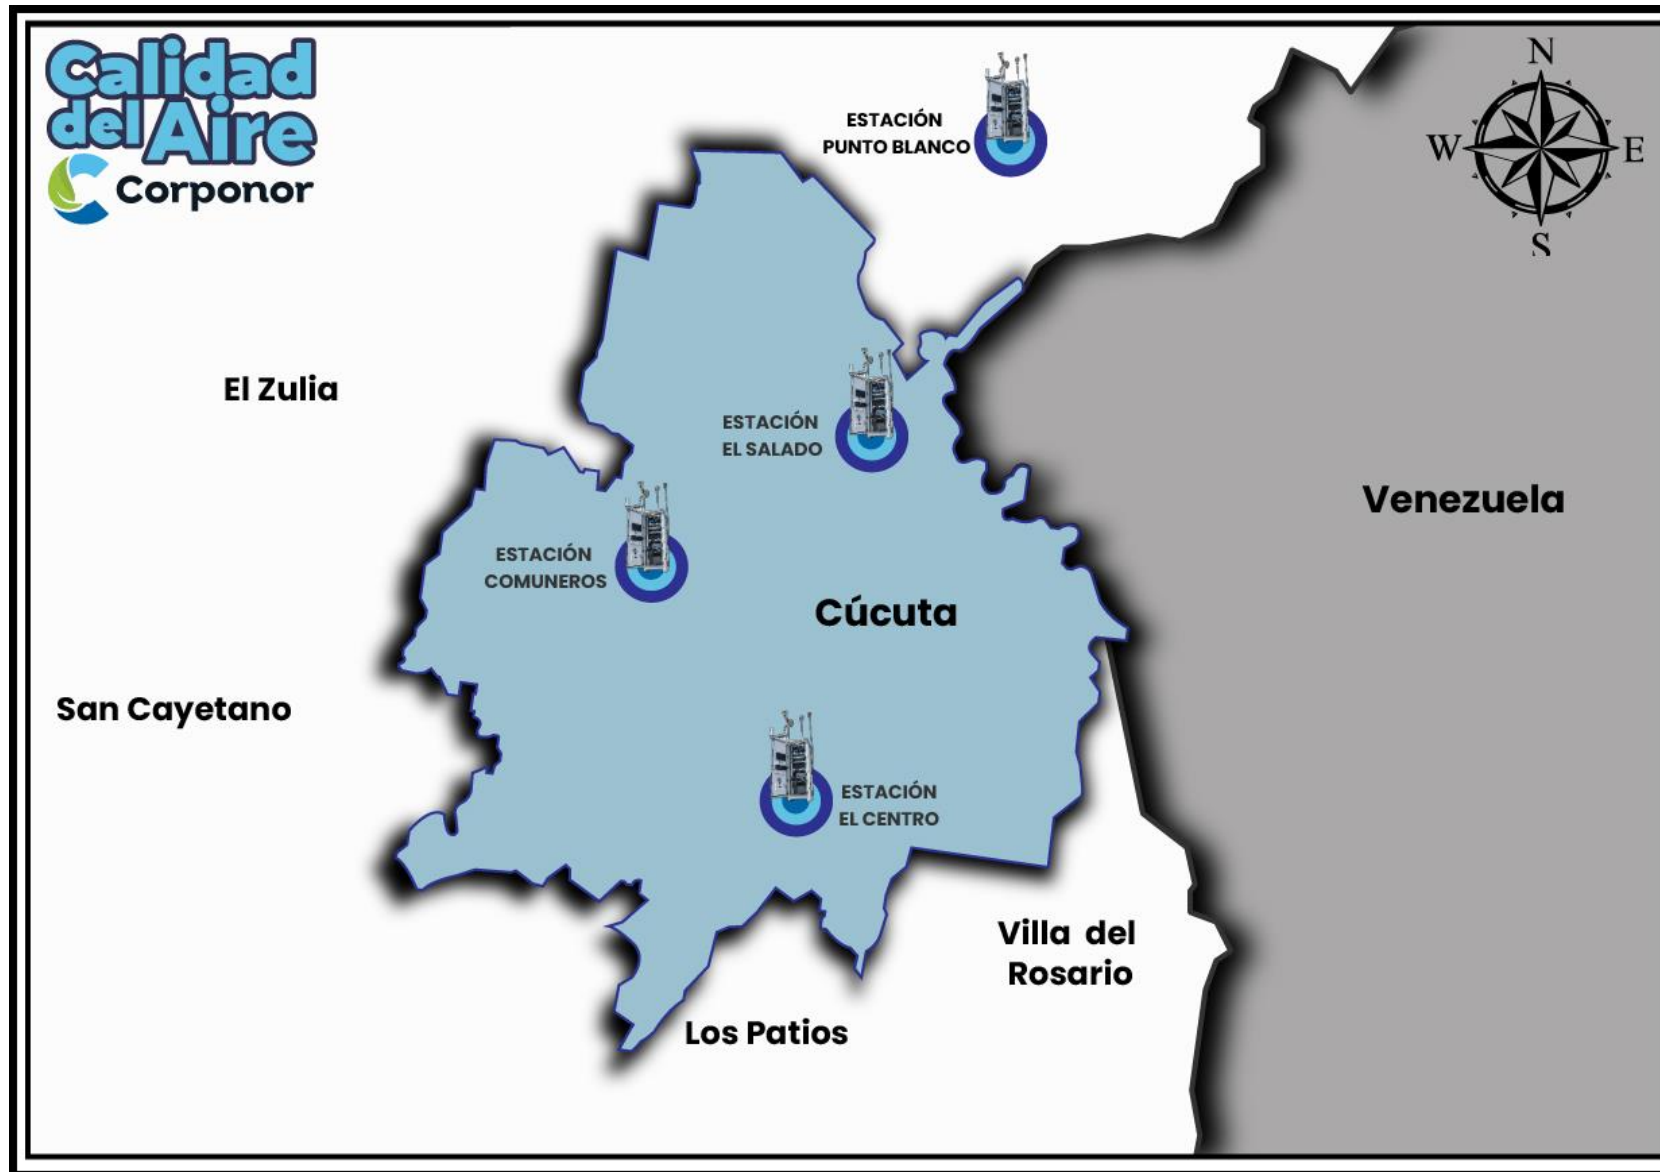 Calidad
del Aire
Corponor
N
W
E
S
ESTACIÓN
PUNTO BLANCO
El Zulia
ESTACIÓN
EL SALADO
Venezuela
ESTACIÓN
COMUNEROS
Cúcuta
San Cayetano
ESTACIÓN
EL CENTRO
Villa del
Rosario
Los Patios